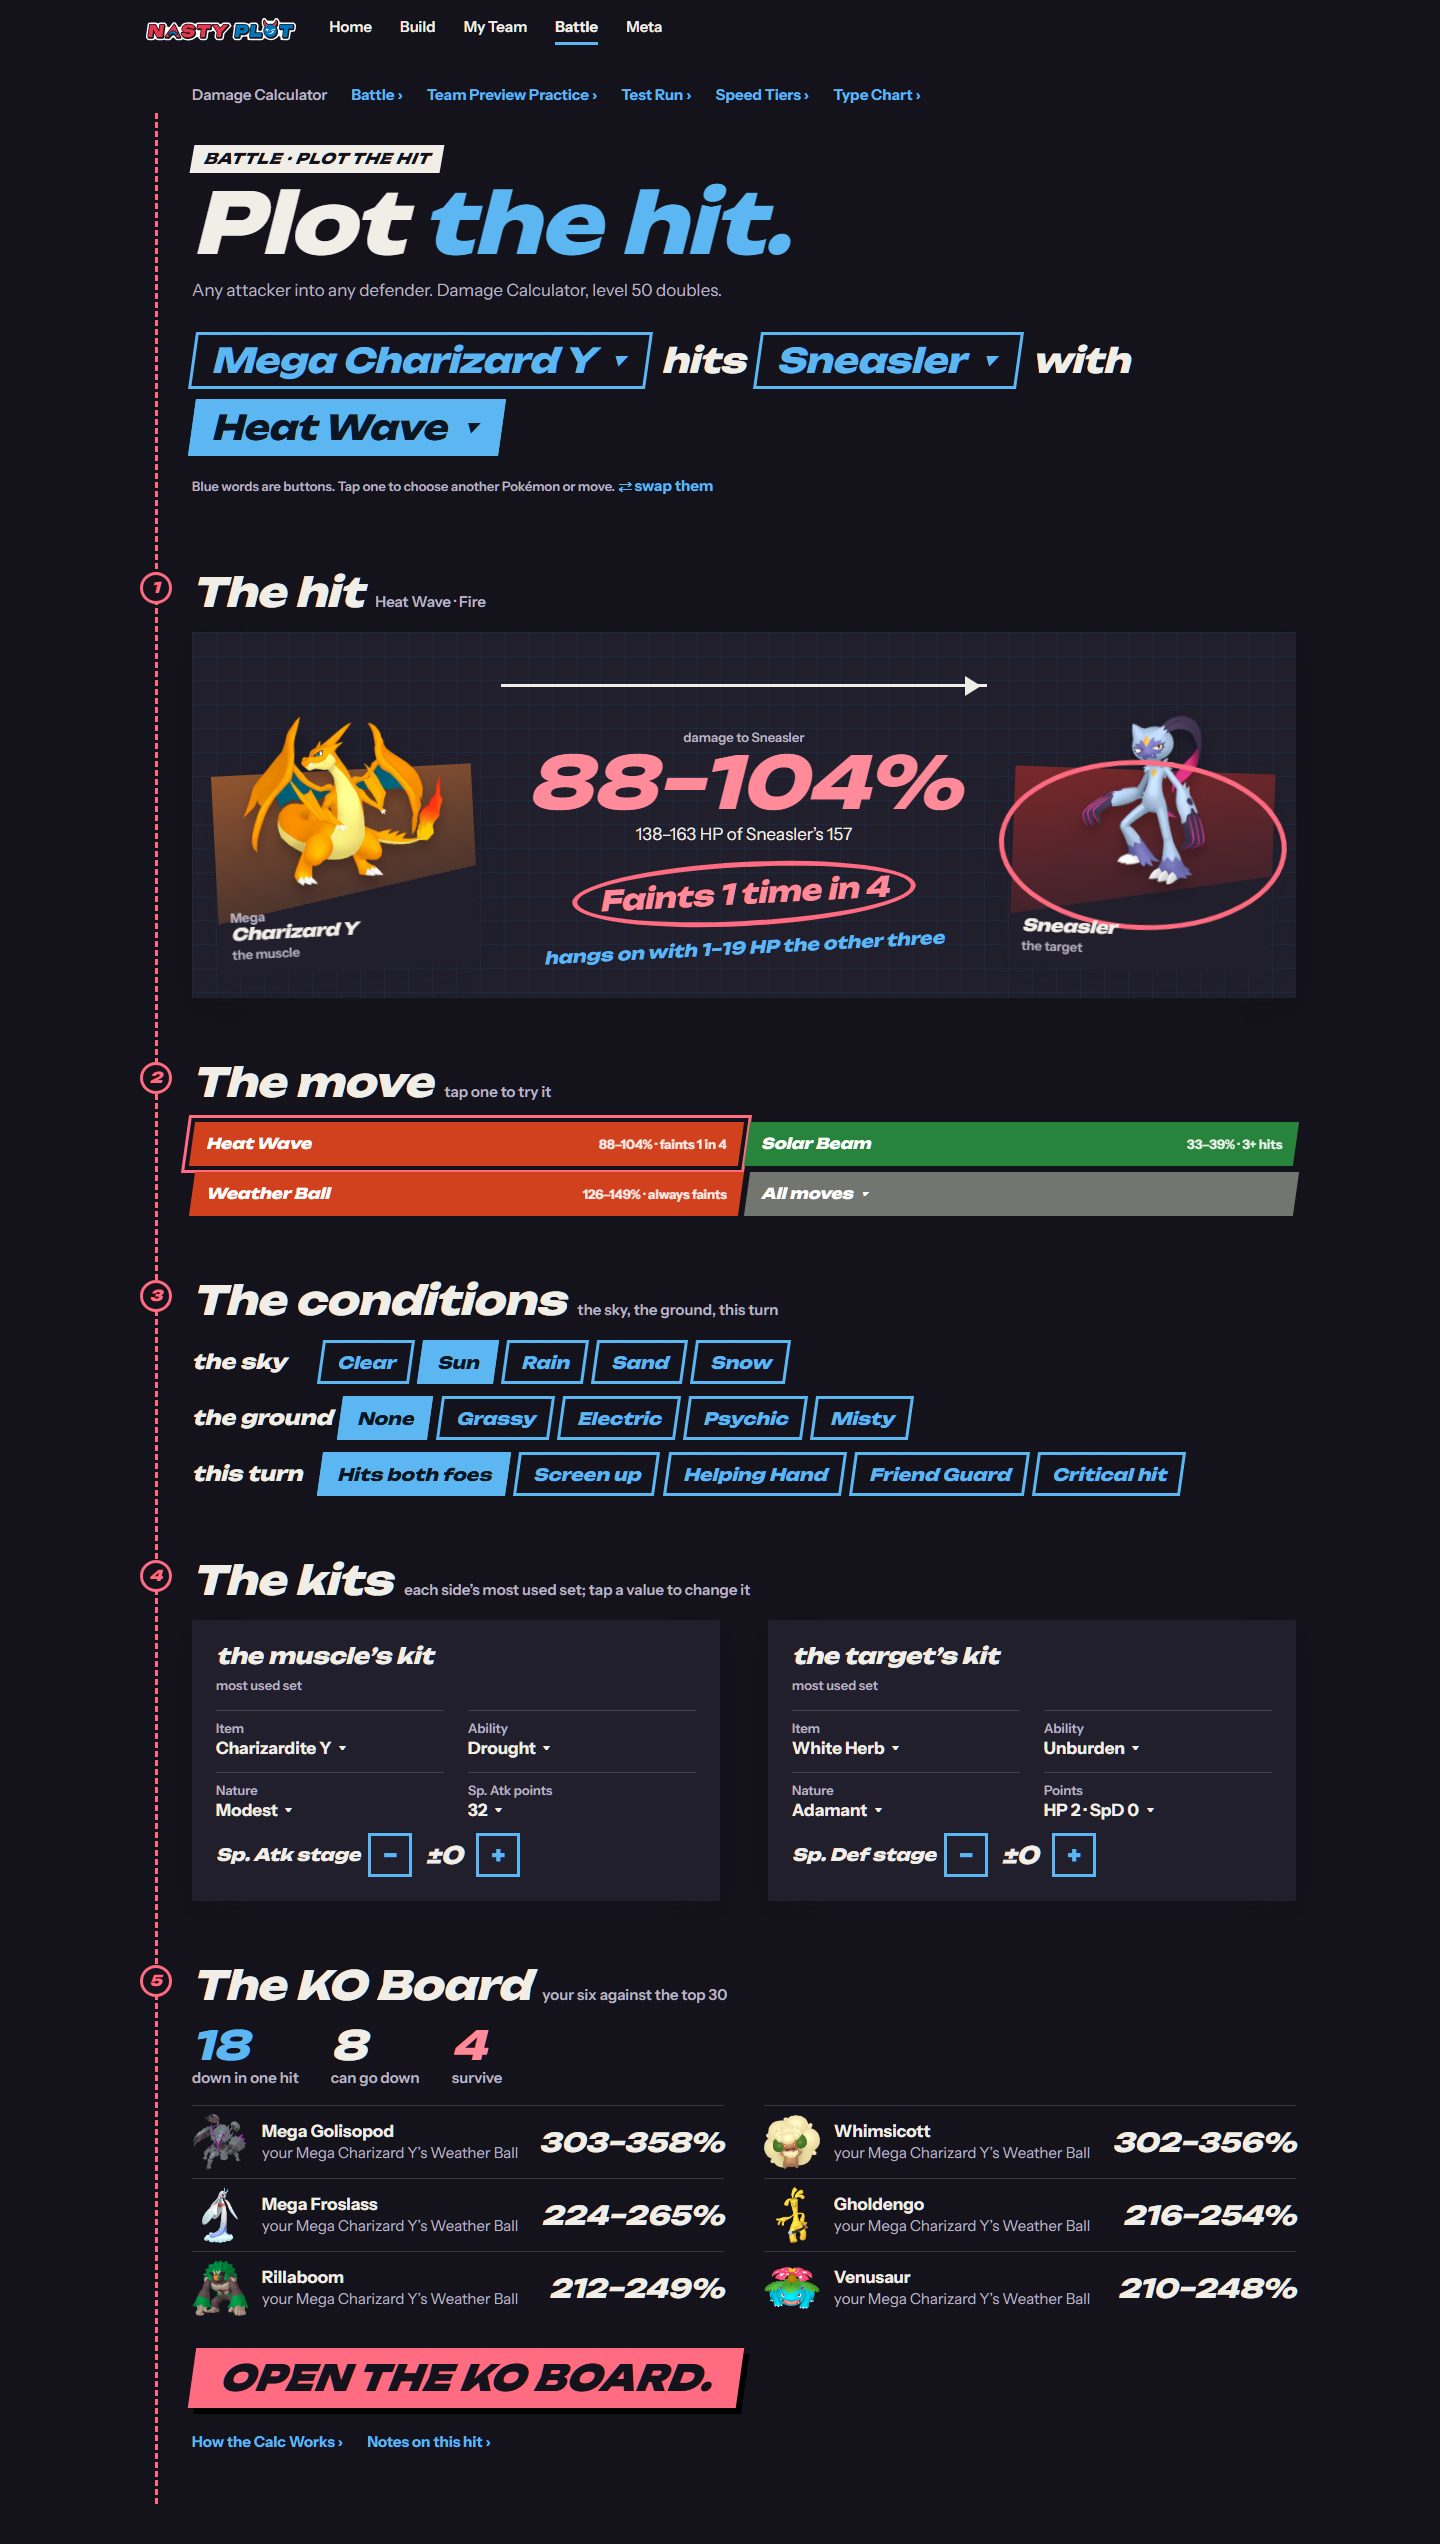 NASTY PLOT
Home Build My Team Battle Meta
Damage Calculator Battle › Team Preview Practice › Test Run › Speed Tiers › Type Chart ›
BATTLE · PLOT THE HIT
Plot the hit.
Any attacker into any defender. Damage Calculator, level 50 doubles.
Mega Charizard Y ▾ hits Sneasler ▾ with
Heat Wave ▾
Blue words are buttons. Tap one to choose another Pokémon or move. ⇄ swap them
1 The hit Heat Wave · Fire
damage to Sneasler
88–104%
138–163 HP of Sneasler’s 157
Faints 1 time in 4
hangs on with 1–19 HP the other three
Mega
Charizard Y
the muscle
Sneasler
the target
2 The move tap one to try it
Heat Wave 88–104% · faints 1 in 4
Solar Beam 33–39% · 3+ hits
Weather Ball 126–149% · always faints
All moves ▾
3 The conditions the sky, the ground, this turn
the sky Clear Sun Rain Sand Snow
the ground None Grassy Electric Psychic Misty
this turn Hits both foes Screen up Helping Hand Friend Guard Critical hit
4 The kits each side’s most used set; tap a value to change it
the muscle’s kit
most used set
Item
Charizardite Y ▾
Ability
Drought ▾
Nature
Modest ▾
Sp. Atk points
32 ▾
Sp. Atk stage − ±0 +
the target’s kit
most used set
Item
White Herb ▾
Ability
Unburden ▾
Nature
Adamant ▾
Points
HP 2 · SpD 0 ▾
Sp. Def stage − ±0 +
5 The KO Board your six against the top 30
18
down in one hit
8
can go down
4
survive
Mega Golisopod
your Mega Charizard Y’s Weather Ball
303–358%
Whimsicott
your Mega Charizard Y’s Weather Ball
302–356%
Mega Froslass
your Mega Charizard Y’s Weather Ball
224–265%
Gholdengo
your Mega Charizard Y’s Weather Ball
216–254%
Rillaboom
your Mega Charizard Y’s Weather Ball
212–249%
Venusaur
your Mega Charizard Y’s Weather Ball
210–248%
OPEN THE KO BOARD.
How the Calc Works › Notes on this hit ›